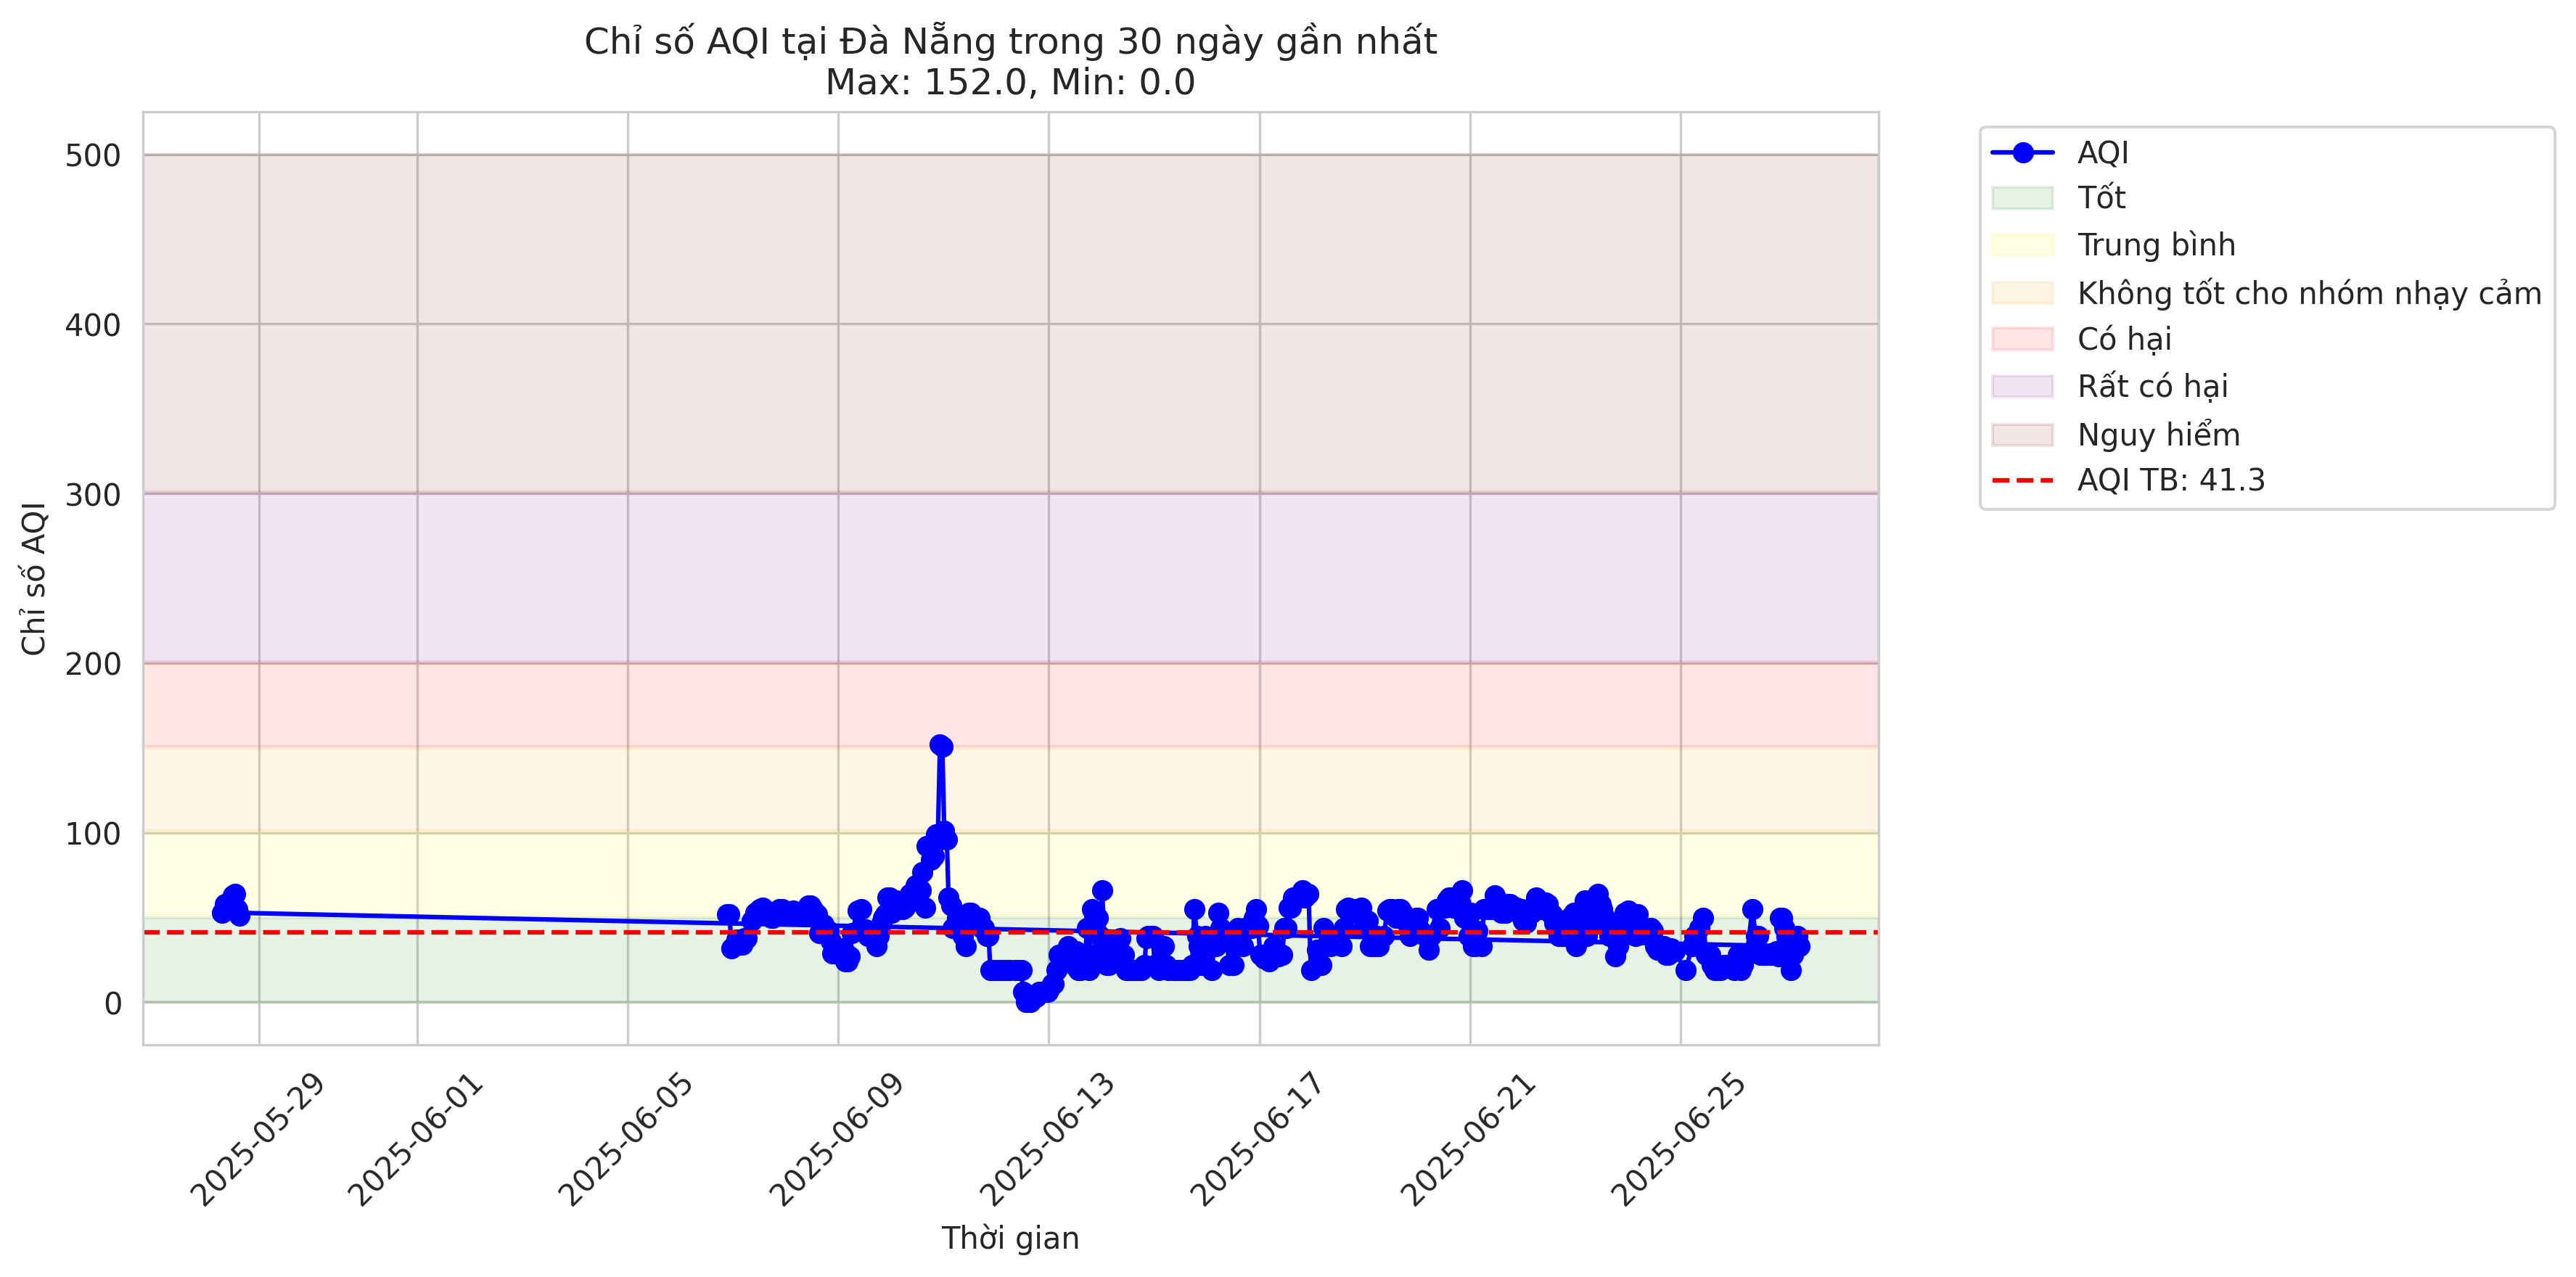 Chỉ số AQI tại Đà Nẵng trong 30 ngày gần nhất
Max: 152.0, Min: 0.0
Chỉ số AQI
500
400
300
200
100
0
2025-05-29
2025-06-01
2025-06-05
2025-06-09
2025-06-13
2025-06-17
2025-06-21
2025-06-25
Thời gian
AQI
Tốt
Trung bình
Không tốt cho nhóm nhạy cảm
Có hại
Rất có hại
Nguy hiểm
AQI TB: 41.3